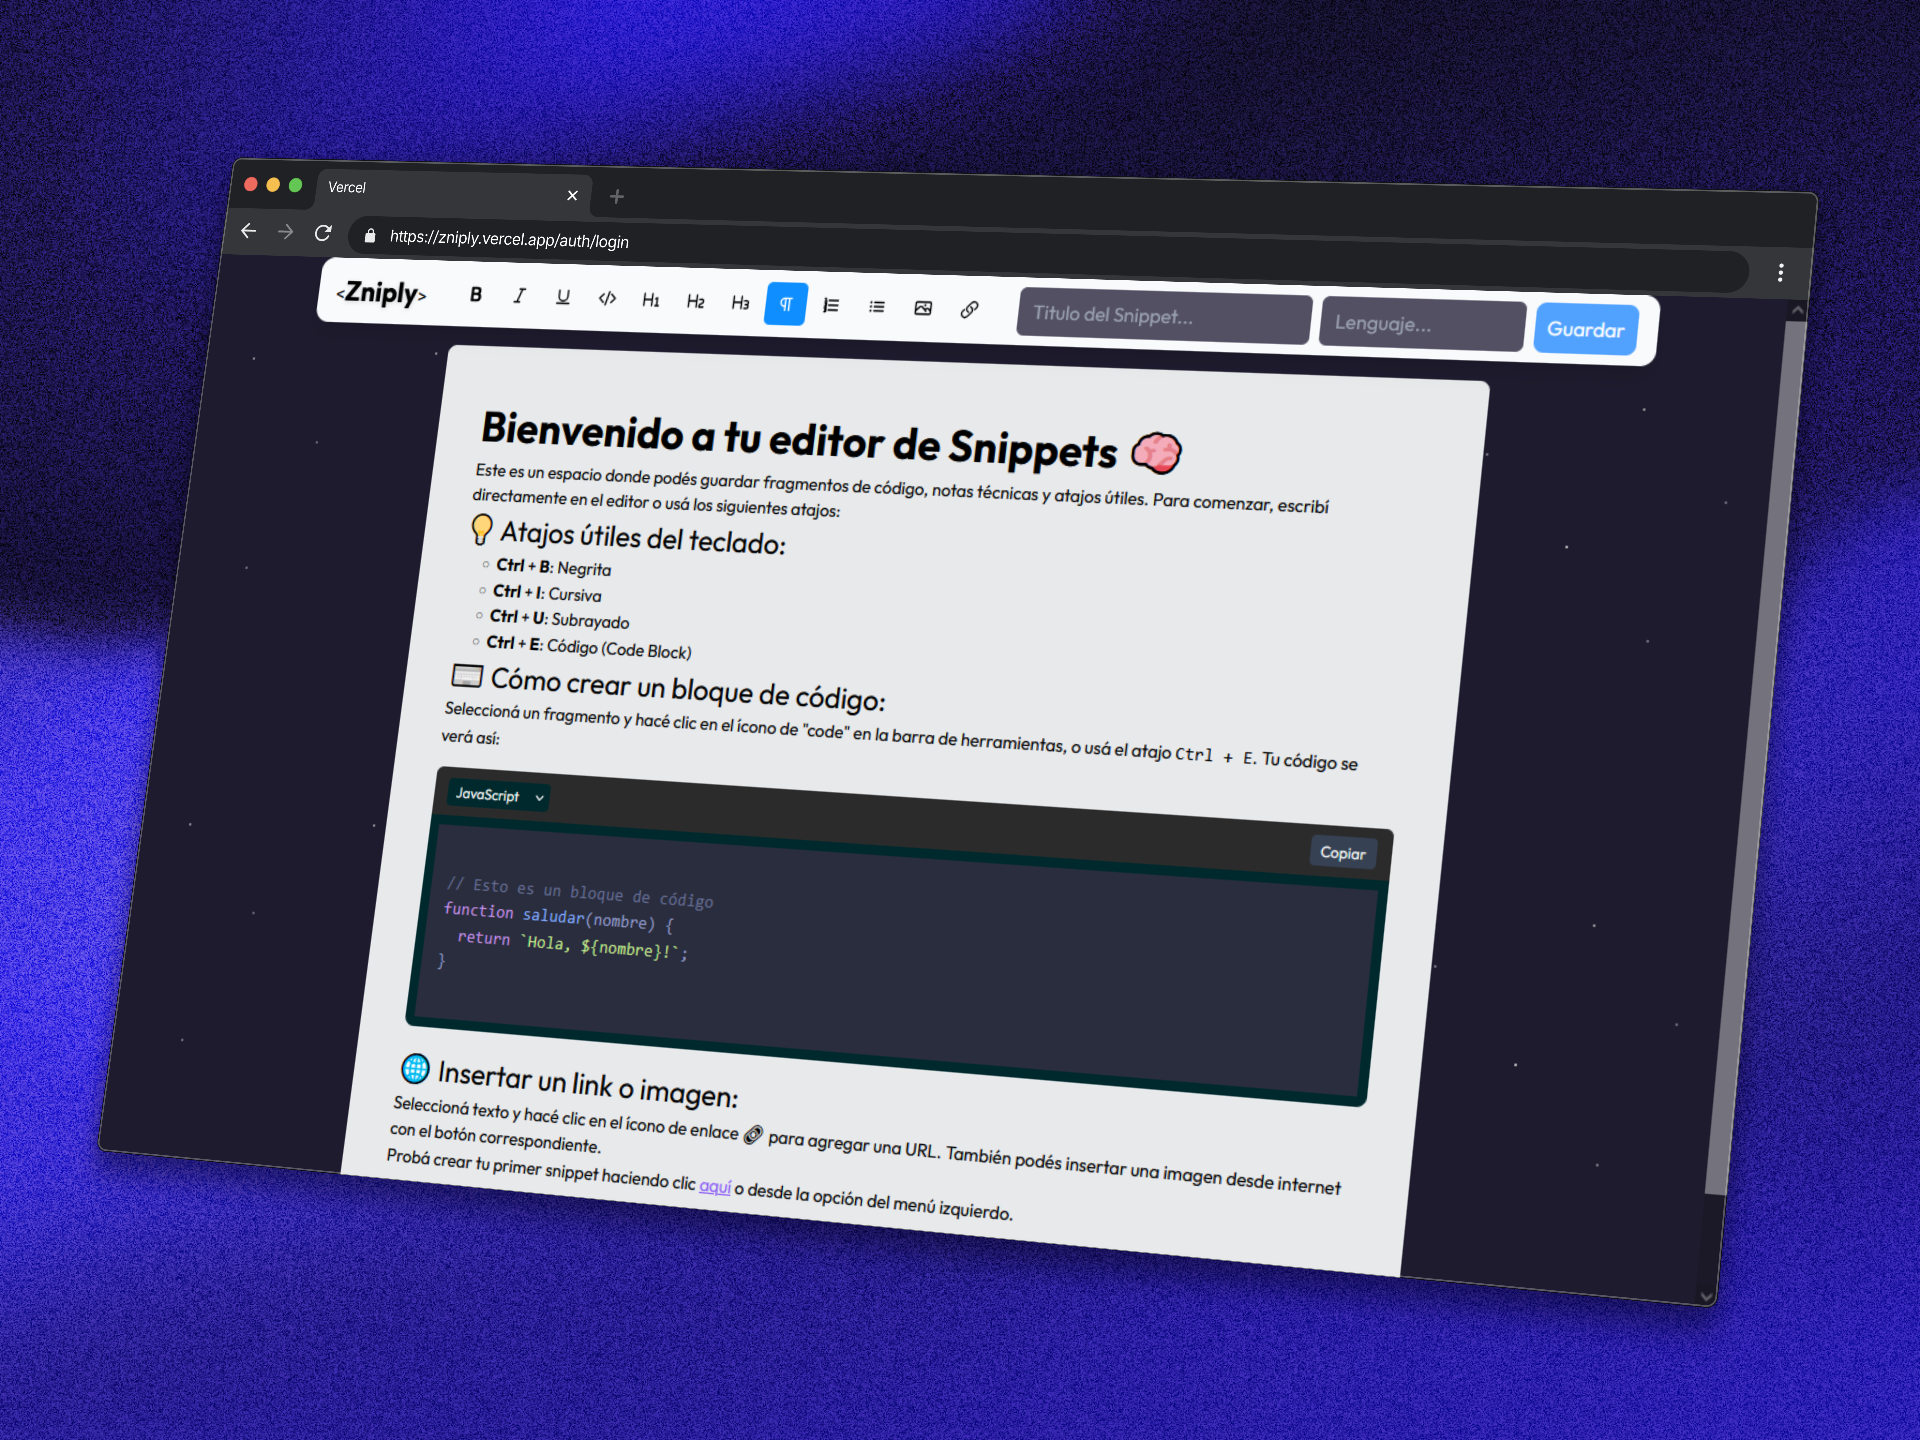 Vercel
https://zniply.vercel.app/auth/login
<Zniply>
B I U </> H1 H2 H3
Titulo del Snippet...
Lenguaje...
Guardar
Bienvenido a tu editor de Snippets 🧠
Este es un espacio donde podés guardar fragmentos de código, notas técnicas y atajos útiles. Para comenzar, escribí
directamente en el editor o usá los siguientes atajos:
💡 Atajos útiles del teclado:
Ctrl + B: Negrita
Ctrl + I: Cursiva
Ctrl + U: Subrayado
Ctrl + E: Código (Code Block)
⌨️ Cómo crear un bloque de código:
Seleccioná un fragmento y hacé clic en el ícono de "code" en la barra de herramientas, o usá el atajo Ctrl + E. Tu código se
verá así:
JavaScript
Copiar
// Esto es un bloque de código
function saludar(nombre) {
return `Hola, ${nombre}!`;
}
🌐 Insertar un link o imagen:
Seleccioná texto y hacé clic en el ícono de enlace 🔗 para agregar una URL. También podés insertar una imagen desde internet
con el botón correspondiente.
Probá crear tu primer snippet haciendo clic aquí o desde la opción del menú izquierdo.